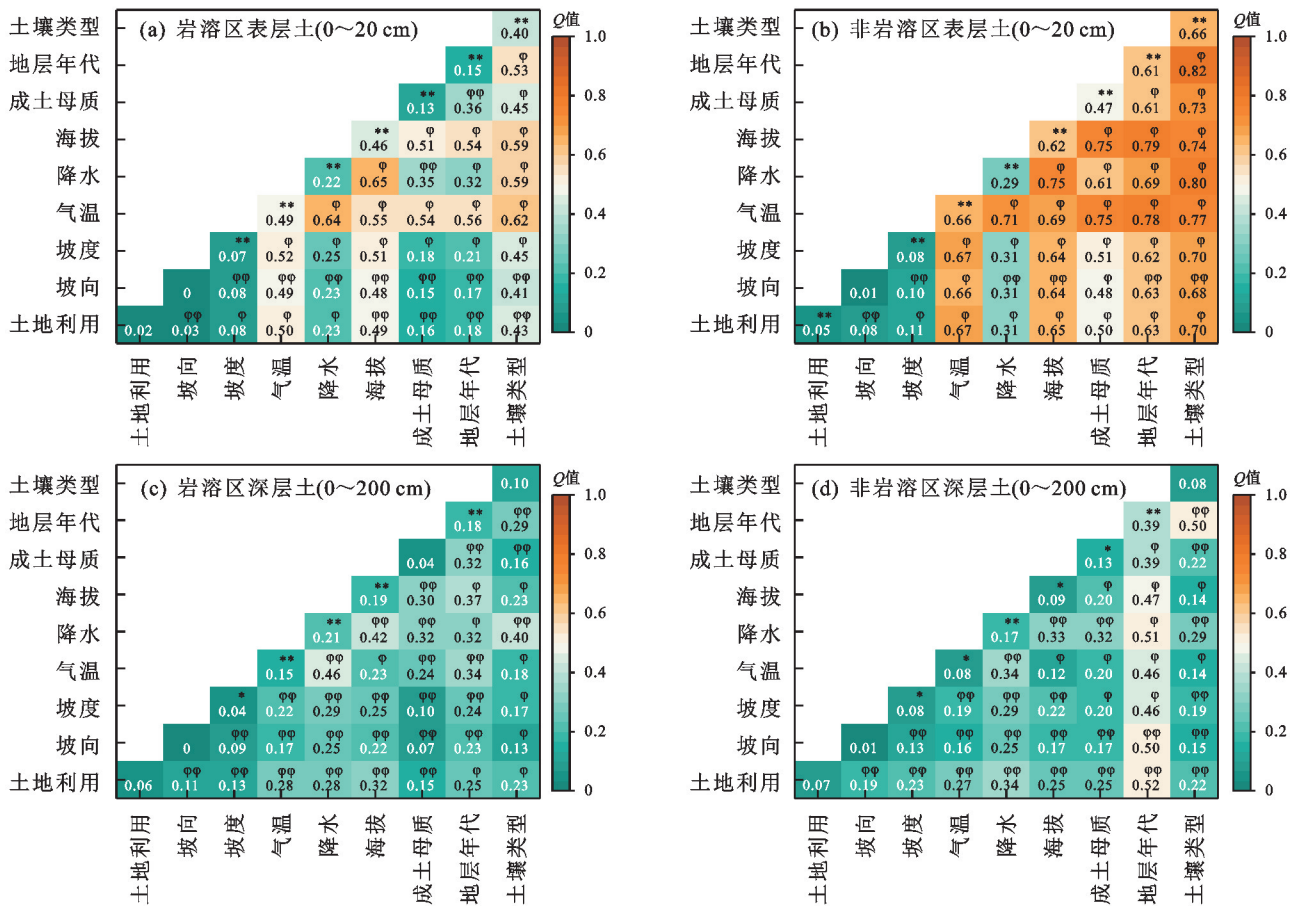 Q值
(a) 岩溶区表层土(0～20 cm)
土壤类型 ** 0.40
地层年代 ** 0.15 φ 0.53
成土母质 ** 0.13 φφ 0.36 φ 0.45
海拔 ** 0.46 φ 0.51 φ 0.54 φ 0.59
降水 ** 0.22 φ 0.65 φφ 0.35 φ 0.32 φ 0.59
气温 ** 0.49 φ 0.64 φ 0.55 φ 0.54 φ 0.56 φ 0.62
坡度 ** 0.07 φ 0.52 φ 0.25 φ 0.51 φ 0.18 φ 0.21 φ 0.45
坡向 0 φφ 0.08 φφ 0.49 φφ 0.23 φφ 0.48 φφ 0.15 φφ 0.17 φφ 0.41
土地利用 0.02 φφ 0.03 φ 0.08 φ 0.50 φ 0.23 φφ 0.49 φ 0.16 φφ 0.18 φφ 0.43
土地利用 坡向 坡度 气温 降水 海拔 成土母质 地层年代 土壤类型
1.0
0.8
0.6
0.4
0.2
0
Q值
(b) 非岩溶区表层土(0～20 cm)
土壤类型 ** 0.66
地层年代 ** 0.61 φ 0.82
成土母质 ** 0.47 φ 0.61 φ 0.73
海拔 ** 0.62 φ 0.75 φ 0.79 φ 0.74
降水 ** 0.29 φ 0.75 φ 0.61 φ 0.69 φ 0.80
气温 ** 0.66 φ 0.71 φ 0.69 φ 0.75 φ 0.78 φ 0.77
坡度 ** 0.08 φ 0.67 φ 0.31 φ 0.64 φ 0.51 φ 0.62 φ 0.70
坡向 0.01 φφ 0.10 φ 0.66 φφ 0.31 φφ 0.64 φ 0.48 φφ 0.63 φφ 0.68
土地利用 ** 0.05 φφ 0.08 φ 0.11 φ 0.67 φ 0.31 φ 0.65 φ 0.50 φ 0.63 φ 0.70
土地利用 坡向 坡度 气温 降水 海拔 成土母质 地层年代 土壤类型
1.0
0.8
0.6
0.4
0.2
0
Q值
(c) 岩溶区深层土(0～200 cm)
土壤类型 0.10
地层年代 ** 0.18 φφ 0.29
成土母质 0.04 φφ 0.32 φφ 0.16
海拔 ** 0.19 φφ 0.30 φ 0.37 φ 0.23
降水 ** 0.21 φφ 0.42 φφ 0.32 φ 0.32 φφ 0.40
气温 ** 0.15 φφ 0.46 φ 0.23 φφ 0.24 φφ 0.34 φ 0.18
坡度 * 0.04 φφ 0.22 φφ 0.29 φφ 0.25 φφ 0.10 φφ 0.24 φ 0.17
坡向 0 φφ 0.09 φφ 0.17 φφ 0.25 φφ 0.22 φφ 0.07 φφ 0.23 φφ 0.13
土地利用 0.06 φφ 0.11 φφ 0.13 φφ 0.28 φφ 0.28 φφ 0.32 φφ 0.15 φ 0.25 φ 0.23
土地利用 坡向 坡度 气温 降水 海拔 成土母质 地层年代 土壤类型
1.0
0.8
0.6
0.4
0.2
0
Q值
(d) 非岩溶区深层土(0～200 cm)
土壤类型 0.08
地层年代 ** 0.39 φφ 0.50
成土母质 * 0.13 φ 0.39 φφ 0.22
海拔 * 0.09 φ 0.20 φ 0.47 φ 0.14
降水 ** 0.17 φφ 0.33 φφ 0.32 φ 0.51 φφ 0.29
气温 * 0.08 φφ 0.34 φ 0.12 φ 0.20 φ 0.46 φ 0.14
坡度 * 0.08 φφ 0.19 φφ 0.29 φφ 0.22 φ 0.20 φ 0.46 φφ 0.19
坡向 0.01 φφ 0.13 φφ 0.16 φφ 0.25 φφ 0.17 φφ 0.17 φφ 0.50 φφ 0.15
土地利用 0.07 φφ 0.19 φφ 0.23 φφ 0.27 φφ 0.34 φφ 0.25 φφ 0.25 φφ 0.52 φφ 0.22
土地利用 坡向 坡度 气温 降水 海拔 成土母质 地层年代 土壤类型
1.0
0.8
0.6
0.4
0.2
0